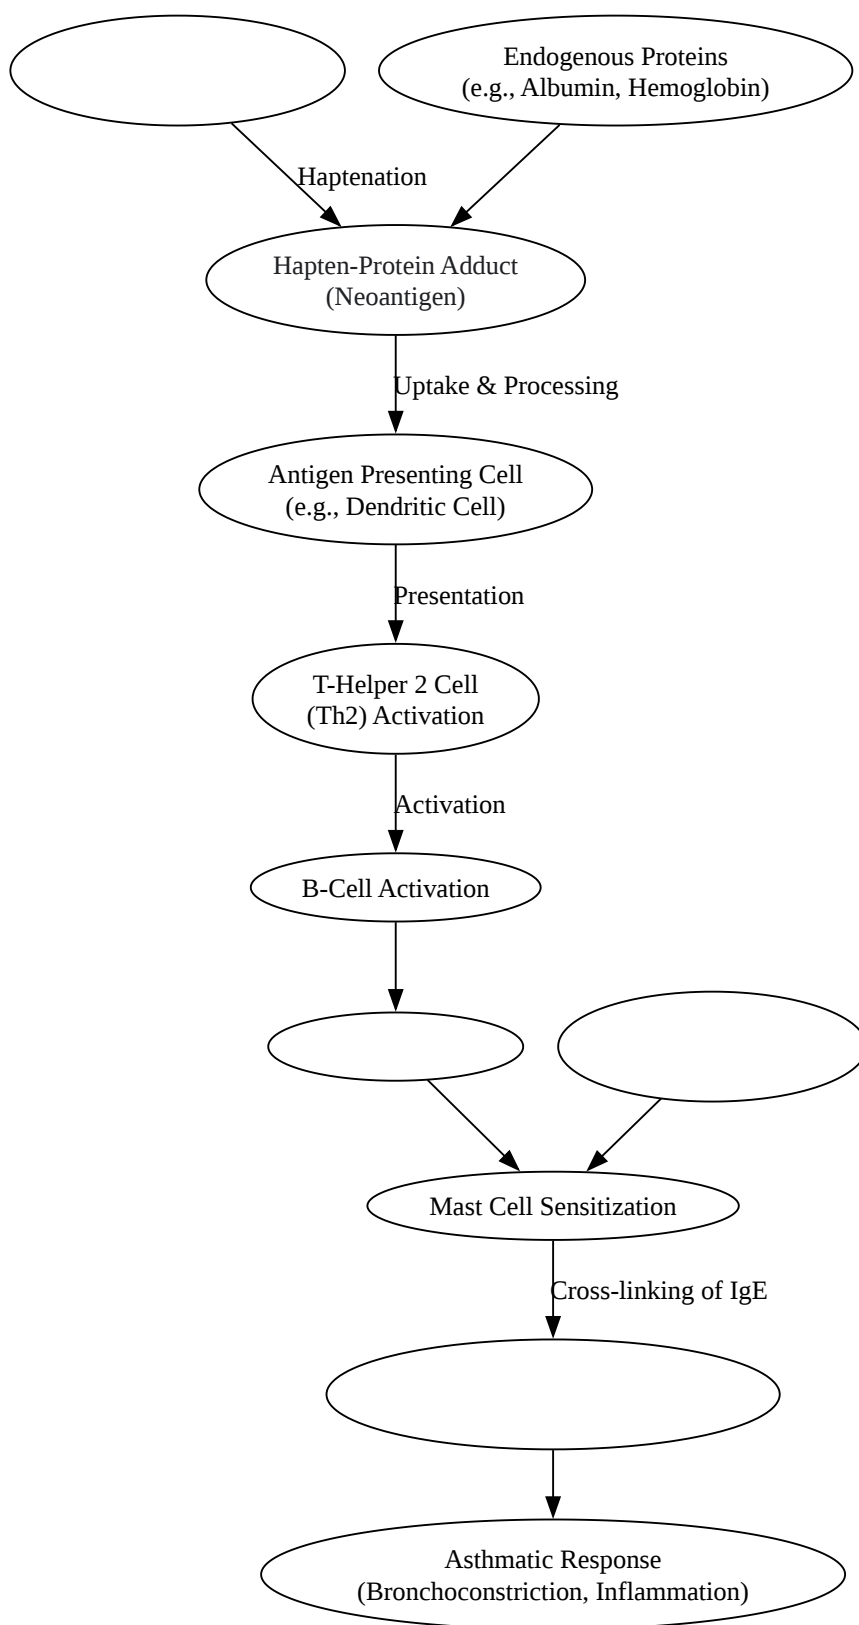 Endogenous Proteins
(e.g., Albumin, Hemoglobin)
Haptenation
Hapten-Protein Adduct
(Neoantigen)
Uptake & Processing
Antigen Presenting Cell
(e.g., Dendritic Cell)
Presentation
T-Helper 2 Cell
(Th2) Activation
Activation
B-Cell Activation
Mast Cell Sensitization
Cross-linking of IgE
Asthmatic Response
(Bronchoconstriction, Inflammation)